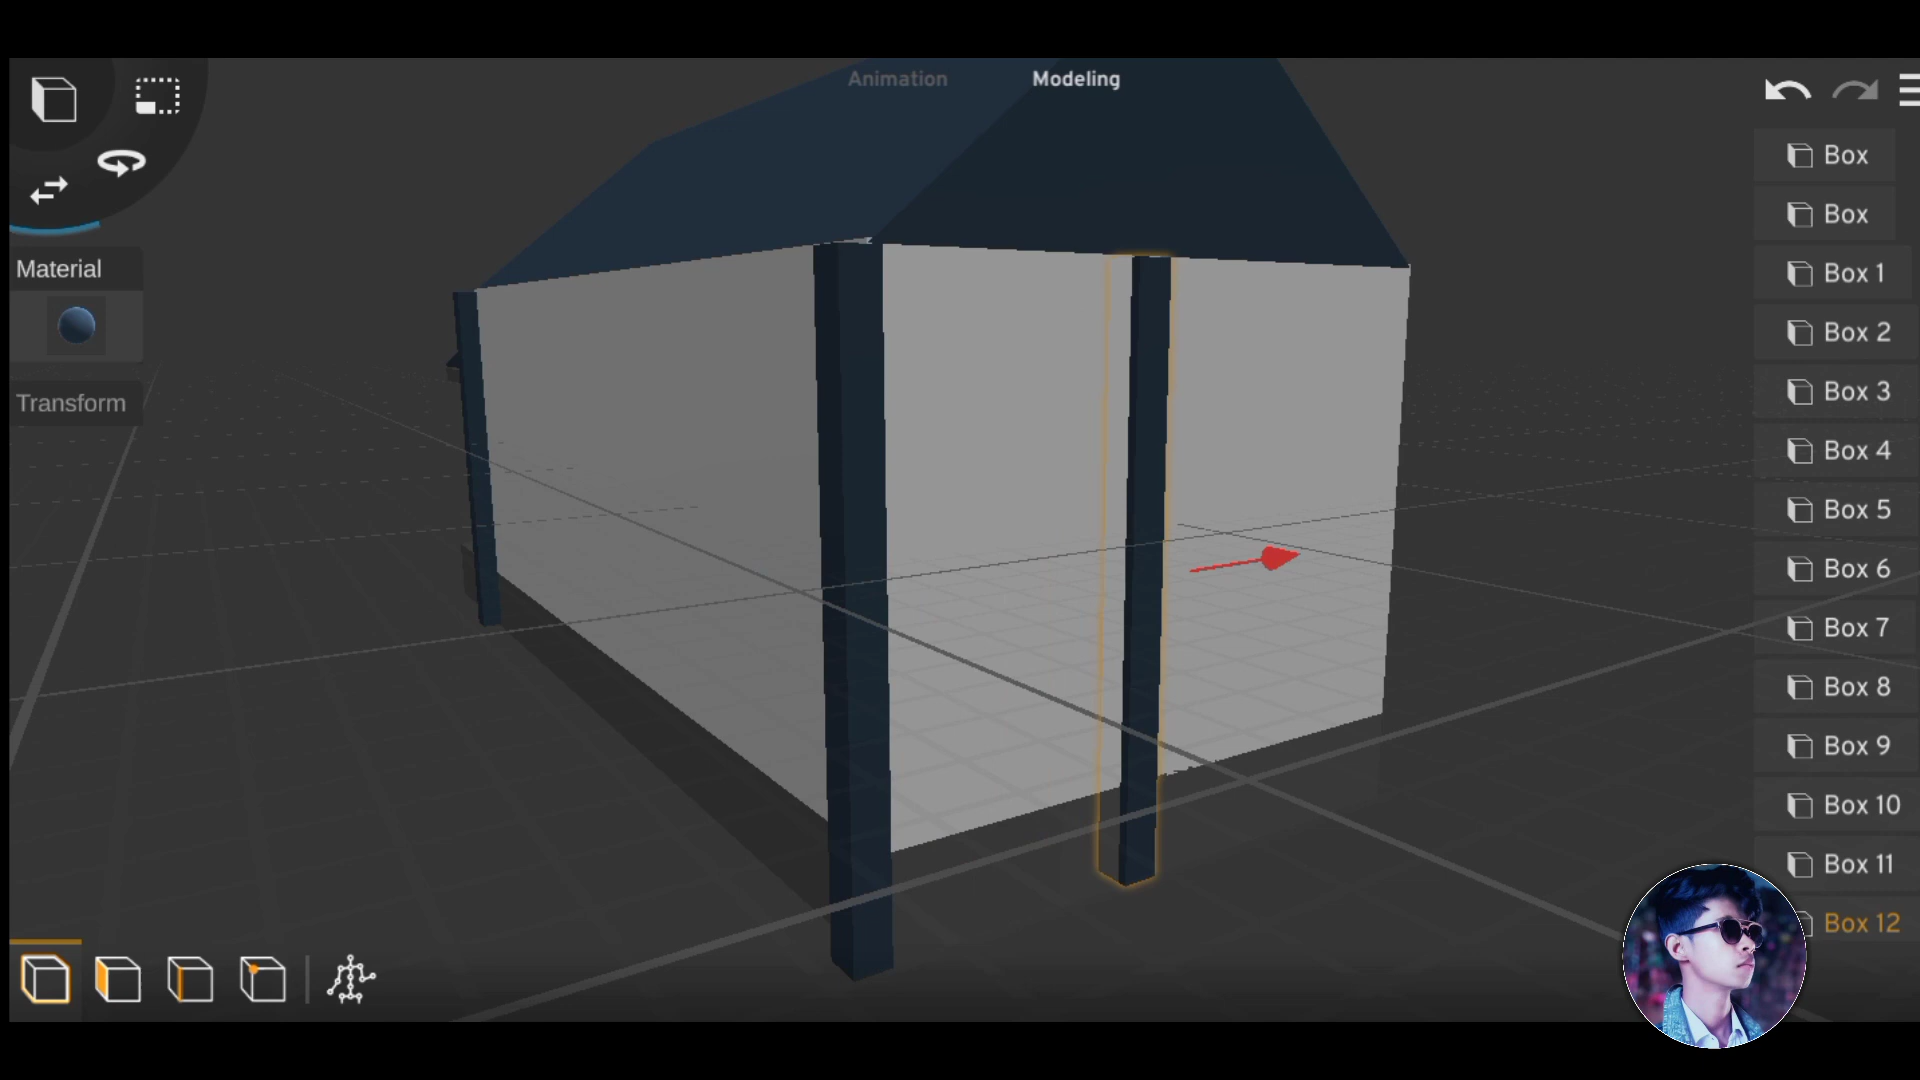 Animation Modeling
Material
Transform
Box
Box
Box 1
Box 2
Box 3
Box 4
Box 5
Box 6
Box 7
Box 8
Box 9
Box 10
Box 11
Box 12